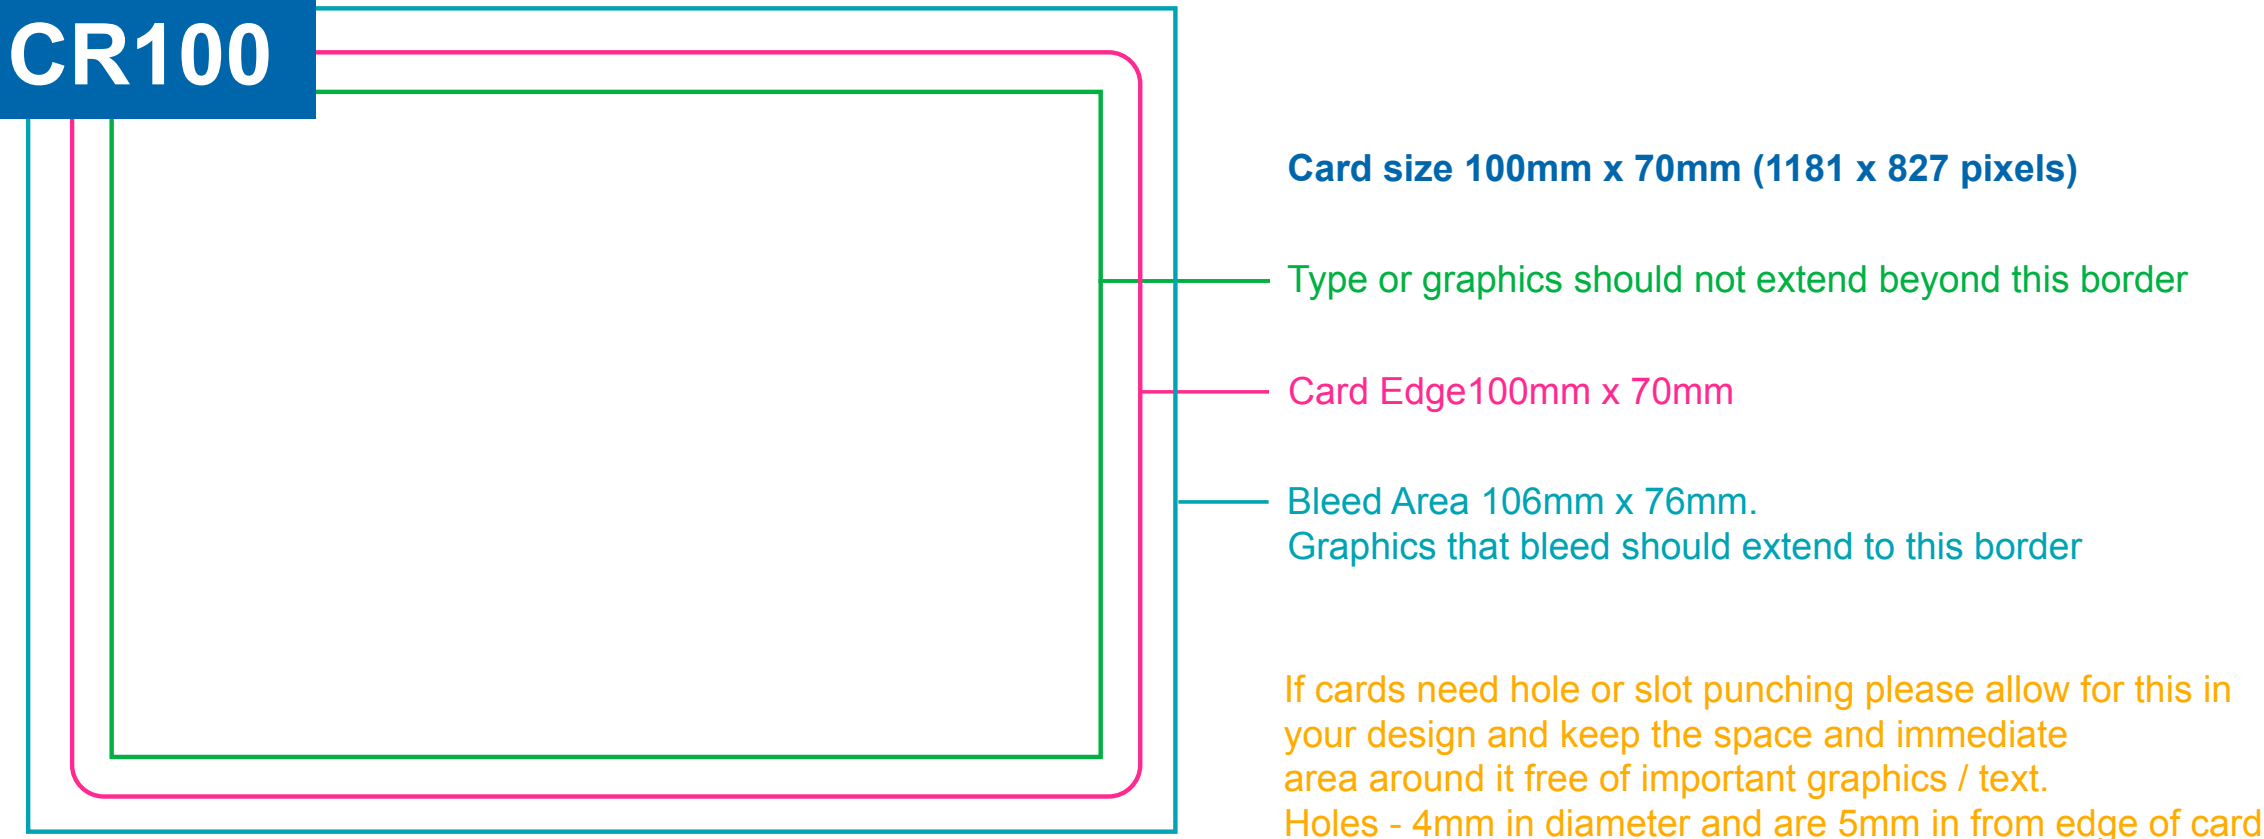 CR100
Card size 100mm x 70mm (1181 x 827 pixels)
Type or graphics should not extend beyond this border
Card Edge100mm x 70mm
Bleed Area 106mm x 76mm.
Graphics that bleed should extend to this border
If cards need hole or slot punching please allow for this in
your design and keep the space and immediate
area around it free of important graphics / text.
Holes - 4mm in diameter and are 5mm in from edge of card